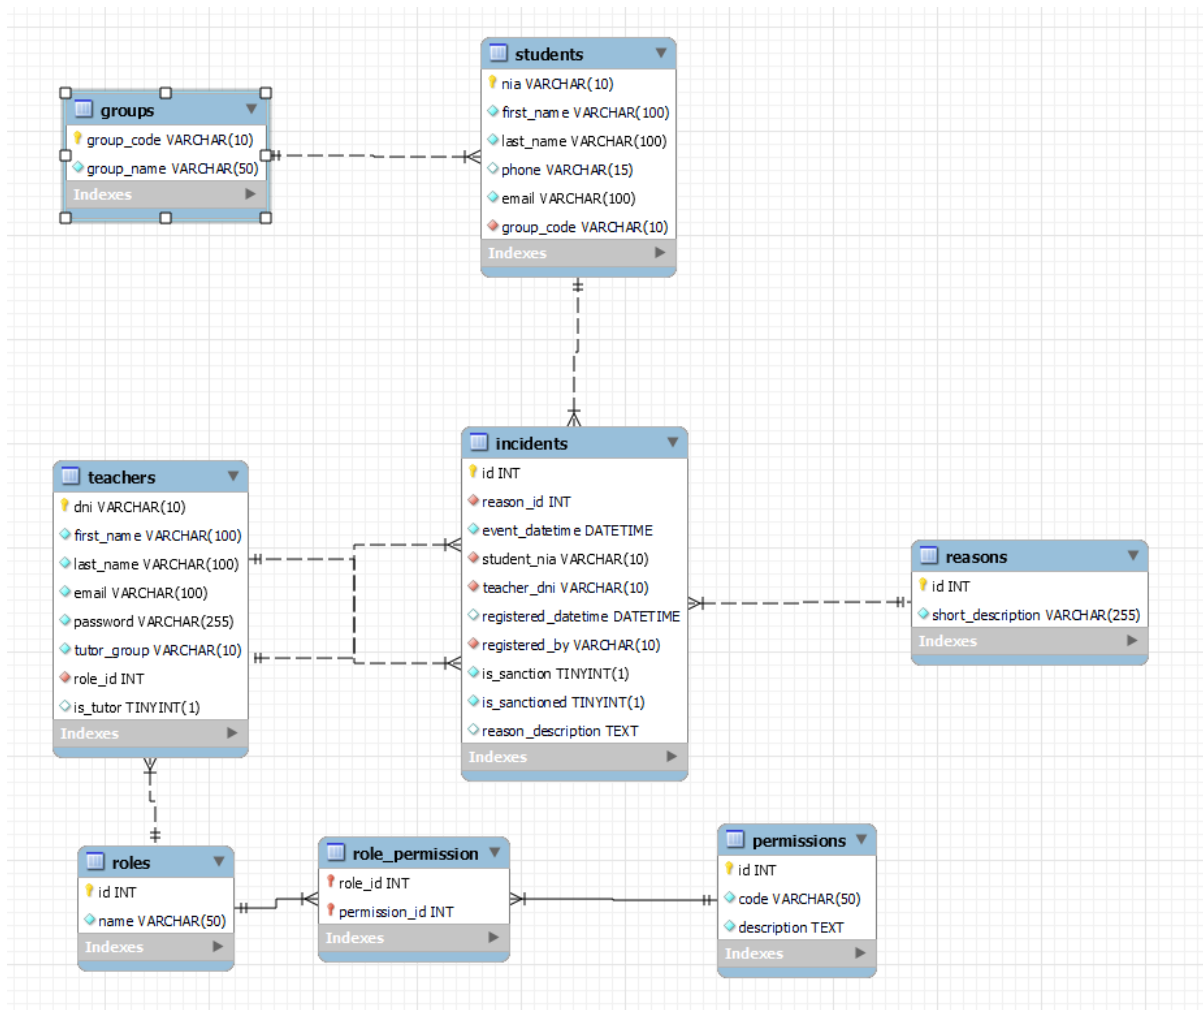 students
nia VARCHAR(10)
first_name VARCHAR(100)
last_name VARCHAR(100)
phone VARCHAR(15)
email VARCHAR(100)
group_code VARCHAR(10)
Indexes
groups
group_code VARCHAR(10)
group_name VARCHAR(50)
Indexes
incidents
id INT
reason_id INT
event_datetime DATETIME
student_nia VARCHAR(10)
teacher_dni VARCHAR(10)
registered_datetime DATETIME
registered_by VARCHAR(10)
is_sanction TINYINT(1)
is_sanctioned TINYINT(1)
reason_description TEXT
Indexes
teachers
dni VARCHAR(10)
first_name VARCHAR(100)
last_name VARCHAR(100)
email VARCHAR(100)
password VARCHAR(255)
tutor_group VARCHAR(10)
role_id INT
is_tutor TINYINT(1)
Indexes
reasons
id INT
short_description VARCHAR(255)
Indexes
roles
id INT
name VARCHAR(50)
Indexes
role_permission
role_id INT
permission_id INT
Indexes
permissions
id INT
code VARCHAR(50)
description TEXT
Indexes